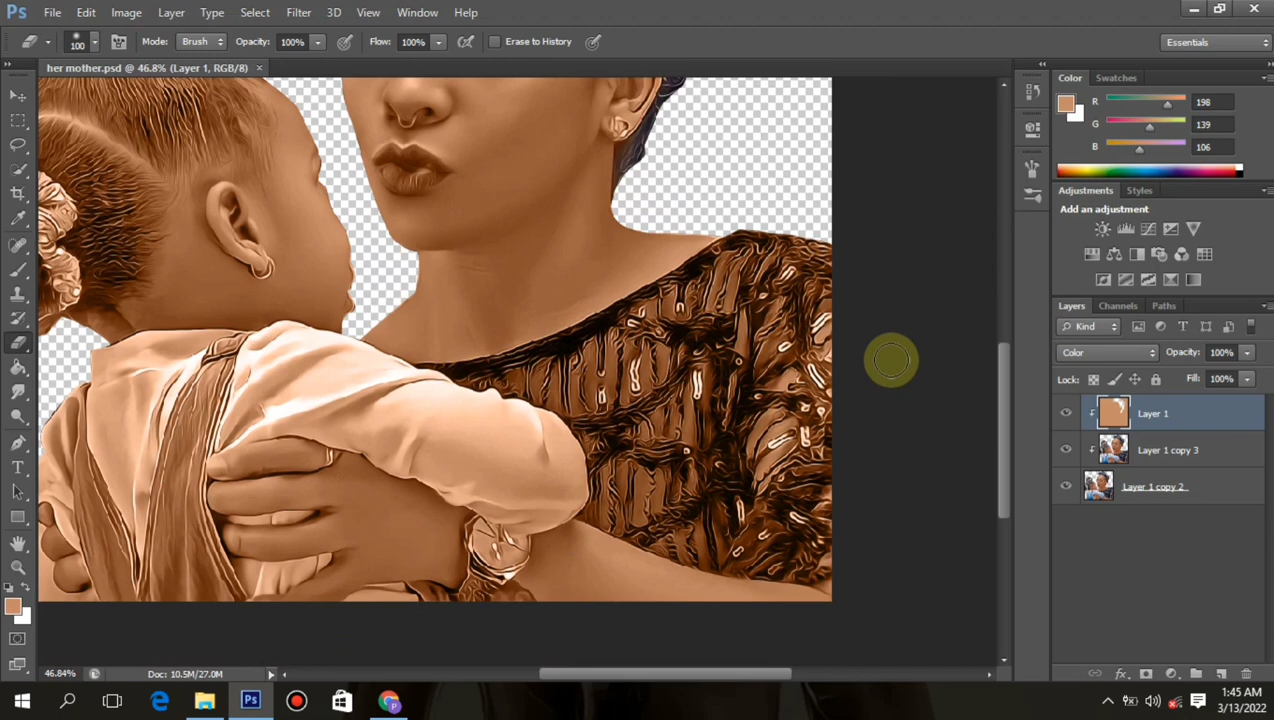 Ps File Edit Image Layer Type Select Filter 3D View Window Help
100 Mode: Brush Opacity: 100% Flow: 100% Erase to History Essentials
her mother.psd @ 46.8% (Layer 1, RGB/8) ×
Color Swatches
R 198
G 139
B 106
Adjustments Styles
Add an adjustment
Layers Channels Paths
Kind
Color Opacity: 100%
Lock: Fill: 100%
Layer 1
Layer 1 copy 3
Layer 1 copy 2
46.84% Doc: 10.5M/27.0M
Ps P 1:45 AM
3/13/2022